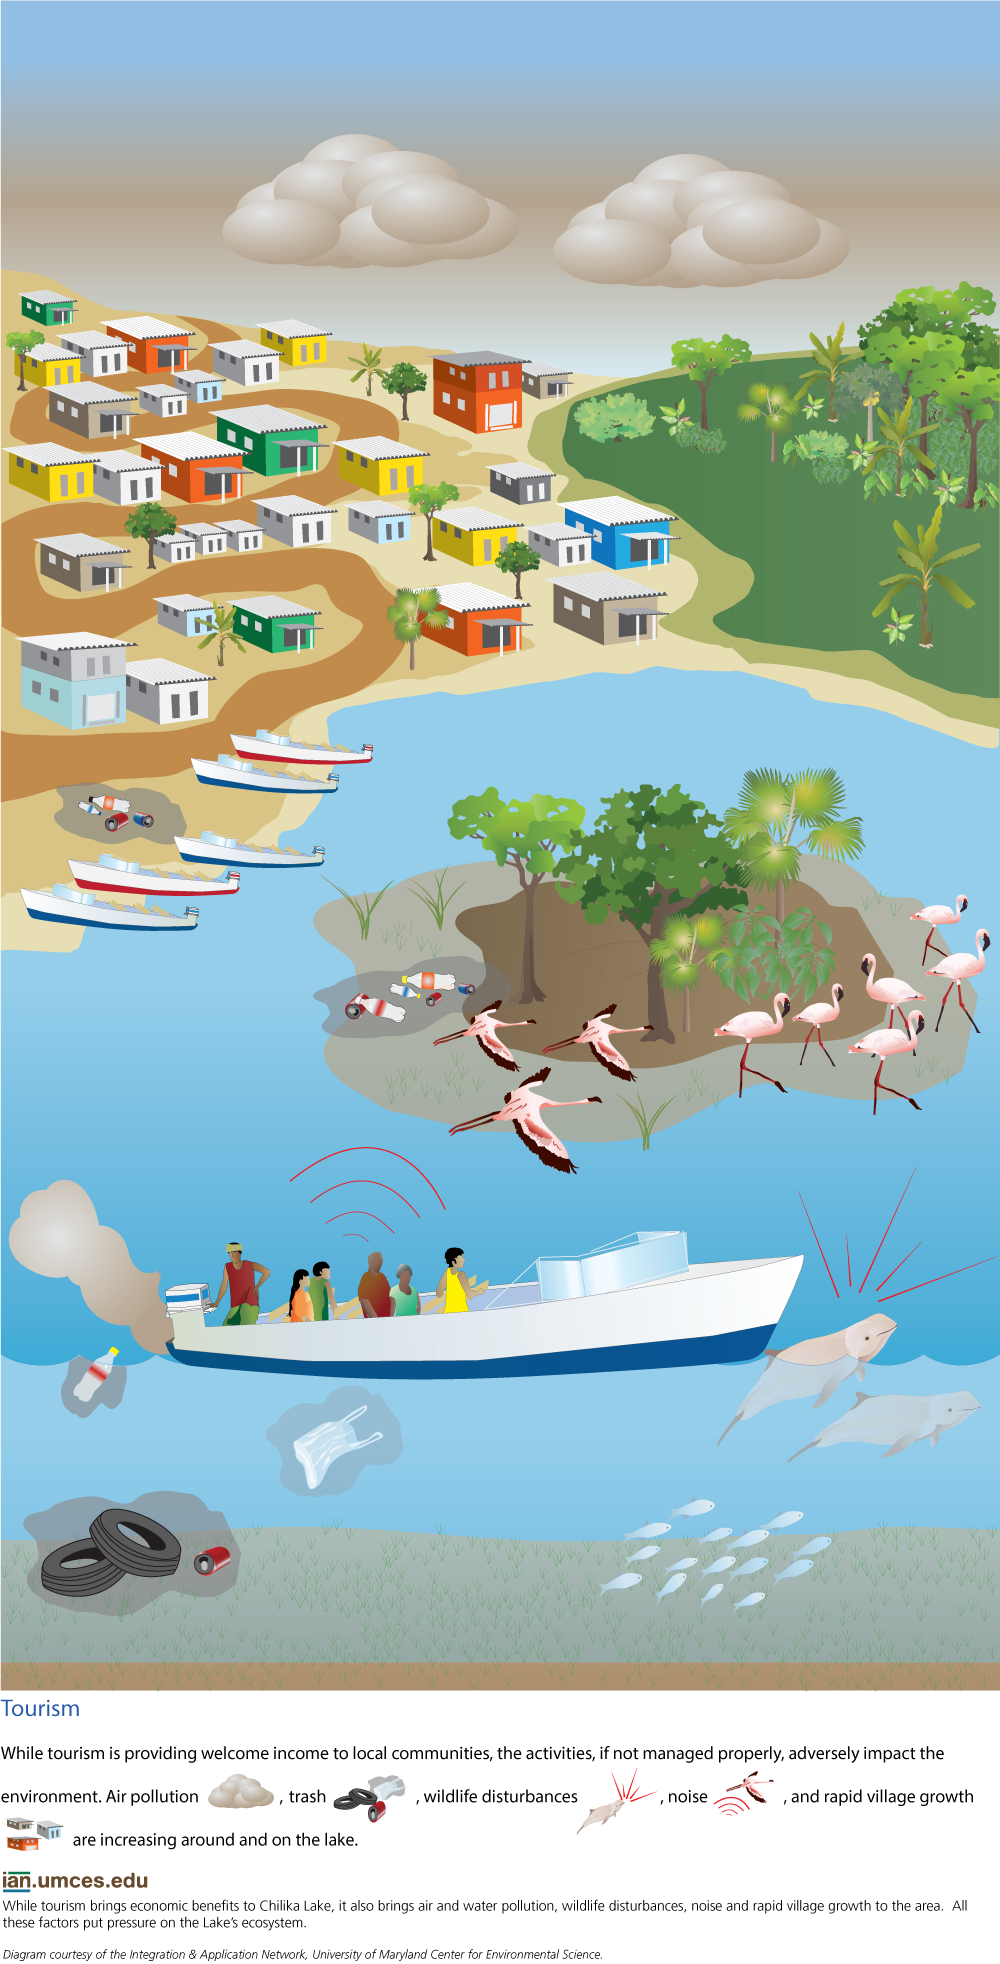 Tourism
While tourism is providing welcome income to local communities, the activities, if not managed properly, adversely impact the
environment. Air pollution , trash , wildlife disturbances , noise , and rapid village growth
are increasing around and on the lake.
ian.umces.edu
While tourism brings economic benefits to Chilika Lake, it also brings air and water pollution, wildlife disturbances, noise and rapid village growth to the area. All
these factors put pressure on the Lake's ecosystem.
Diagram courtesy of the Integration & Application Network, University of Maryland Center for Environmental Science.